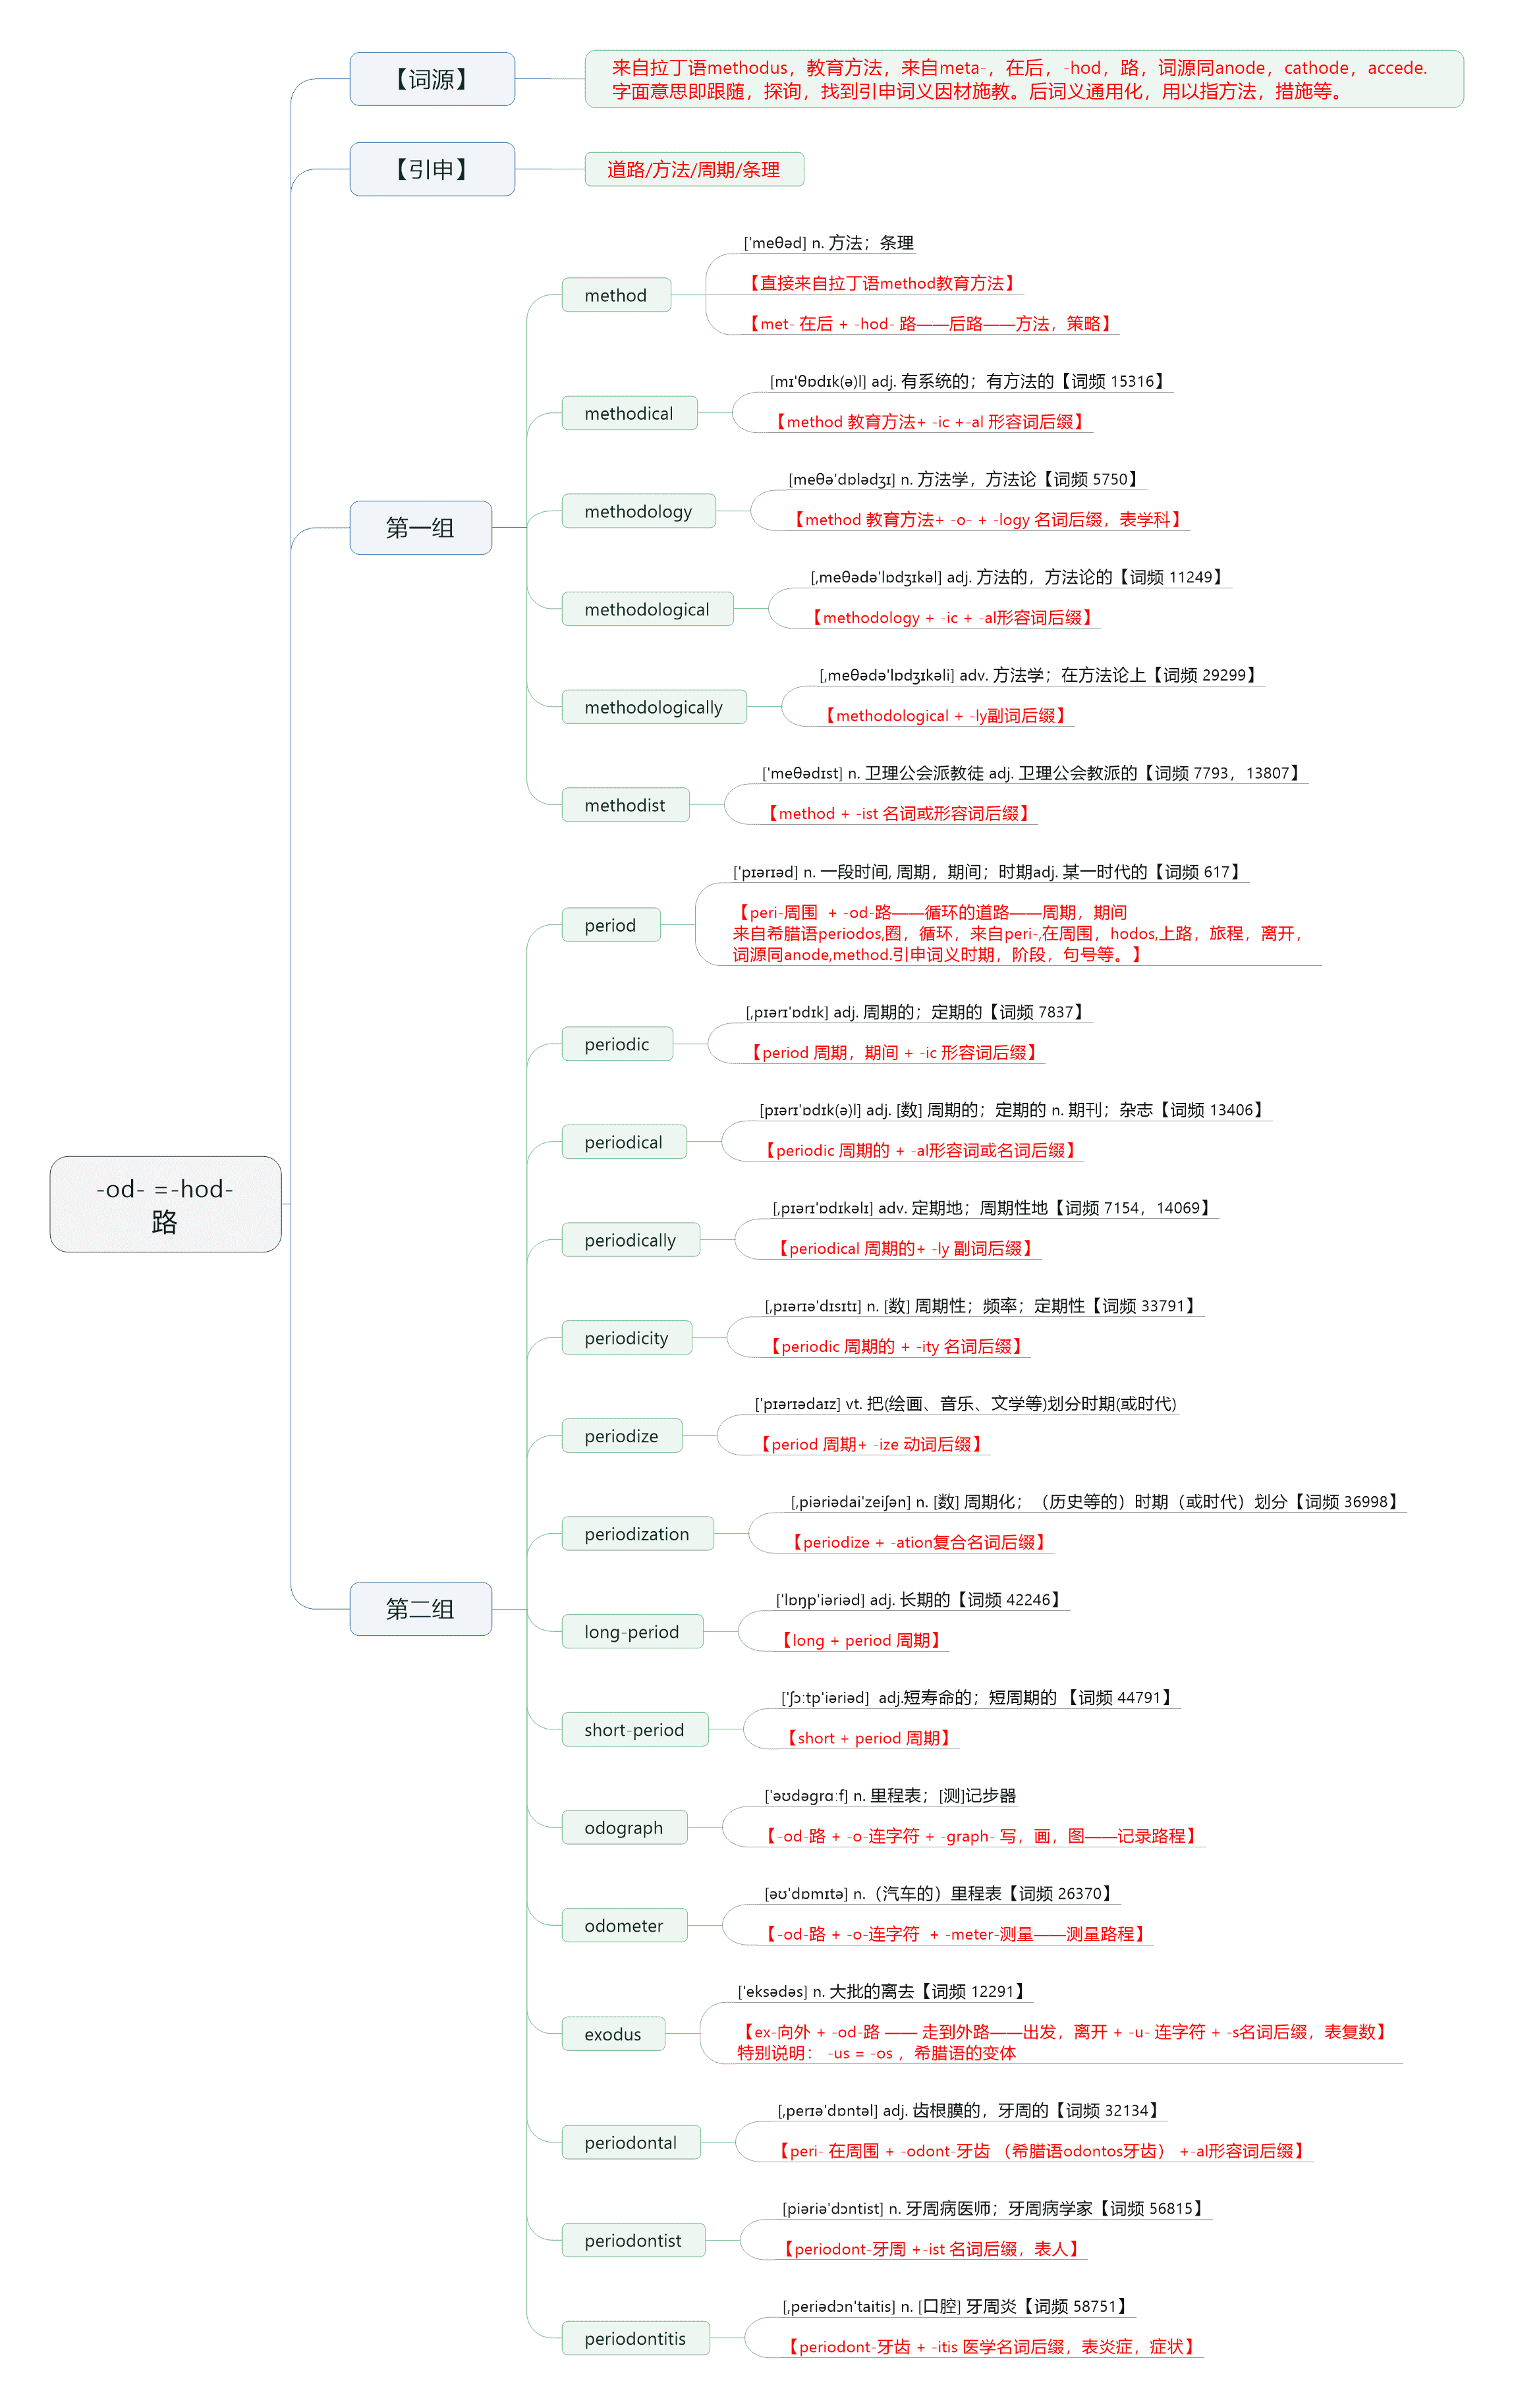 -od- =-hod-
路
【词源】
来自拉丁语methodus，教育方法，来自meta-，在后，-hod，路，词源同anode，cathode，accede.
字面意思即跟随，探询，找到引申词义因材施教。后词义通用化，用以指方法，措施等。
【引申】
道路/方法/周期/条理
第一组
method
['meθəd] n. 方法；条理
【直接来自拉丁语method教育方法】
【met- 在后 + -hod- 路——后路——方法，策略】
methodical
[mɪ'θɒdɪk(ə)l] adj. 有系统的；有方法的【词频 15316】
【method 教育方法+ -ic +-al 形容词后缀】
methodology
[meθə'dɒlədʒɪ] n. 方法学，方法论【词频 5750】
【method 教育方法+ -o- + -logy 名词后缀，表学科】
methodological
[,meθədə'lɒdʒɪkəl] adj. 方法的，方法论的【词频 11249】
【methodology + -ic + -al形容词后缀】
methodologically
[,meθədə'lɒdʒɪkəli] adv. 方法学；在方法论上【词频 29299】
【methodological + -ly副词后缀】
methodist
['meθədɪst] n. 卫理公会派教徒 adj. 卫理公会教派的【词频 7793，13807】
【method + -ist 名词或形容词后缀】
第二组
period
['pɪərɪəd] n. 一段时间, 周期，期间；时期adj. 某一时代的【词频 617】
【peri-周围 + -od-路——循环的道路——周期，期间
来自希腊语periodos,圈，循环，来自peri-,在周围，hodos,上路，旅程，离开，
词源同anode,method.引申词义时期，阶段，句号等。】
periodic
[,pɪərɪ'ɒdɪk] adj. 周期的；定期的【词频 7837】
【period 周期，期间 + -ic 形容词后缀】
periodical
[pɪərɪ'ɒdɪk(ə)l] adj. [数] 周期的；定期的 n. 期刊；杂志【词频 13406】
【periodic 周期的 + -al形容词或名词后缀】
periodically
[,pɪərɪ'ɒdɪkəlɪ] adv. 定期地；周期性地【词频 7154，14069】
【periodical 周期的+ -ly 副词后缀】
periodicity
[,pɪərɪə'dɪsɪtɪ] n. [数] 周期性；频率；定期性【词频 33791】
【periodic 周期的 + -ity 名词后缀】
periodize
['pɪərɪədaɪz] vt. 把(绘画、音乐、文学等)划分时期(或时代)
【period 周期+ -ize 动词后缀】
periodization
[,piəriədai'zeiʃən] n. [数] 周期化；（历史等的）时期（或时代）划分【词频 36998】
【periodize + -ation复合名词后缀】
long-period
['lɒŋp'iəriəd] adj. 长期的【词频 42246】
【long + period 周期】
short-period
['ʃɔ:tp'iəriəd] adj.短寿命的；短周期的 【词频 44791】
【short + period 周期】
odograph
['əʊdəgrɑ:f] n. 里程表；[测]记步器
【-od-路 + -o-连字符 + -graph- 写，画，图——记录路程】
odometer
[əʊ'dɒmɪtə] n.（汽车的）里程表【词频 26370】
【-od-路 + -o-连字符 + -meter-测量——测量路程】
exodus
['eksədəs] n. 大批的离去【词频 12291】
【ex-向外 + -od-路 —— 走到外路——出发，离开 + -u- 连字符 + -s名词后缀，表复数】
特别说明： -us = -os ，希腊语的变体
periodontal
[,perɪə'dɒntəl] adj. 齿根膜的，牙周的【词频 32134】
【peri- 在周围 + -odont-牙齿 （希腊语odontos牙齿） +-al形容词后缀】
periodontist
[piəriə'dɔntist] n. 牙周病医师；牙周病学家【词频 56815】
【periodont-牙周 +-ist 名词后缀，表人】
periodontitis
[,periədɔn'taitis] n. [口腔] 牙周炎【词频 58751】
【periodont-牙齿 + -itis 医学名词后缀，表炎症，症状】